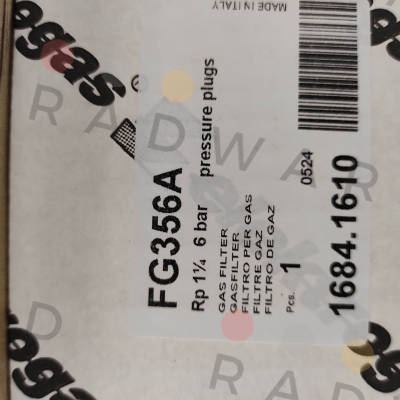 MADE IN ITALY
FG356A
Rp 1¼ 6 bar pressure plugs
GAS FILTER
GASFILTER
FILTRO PER GAS
FILTRE GAZ
FILTRO DE GAZ
Pcs. 1
0524
1684.1610
RADWAR
RADWAR